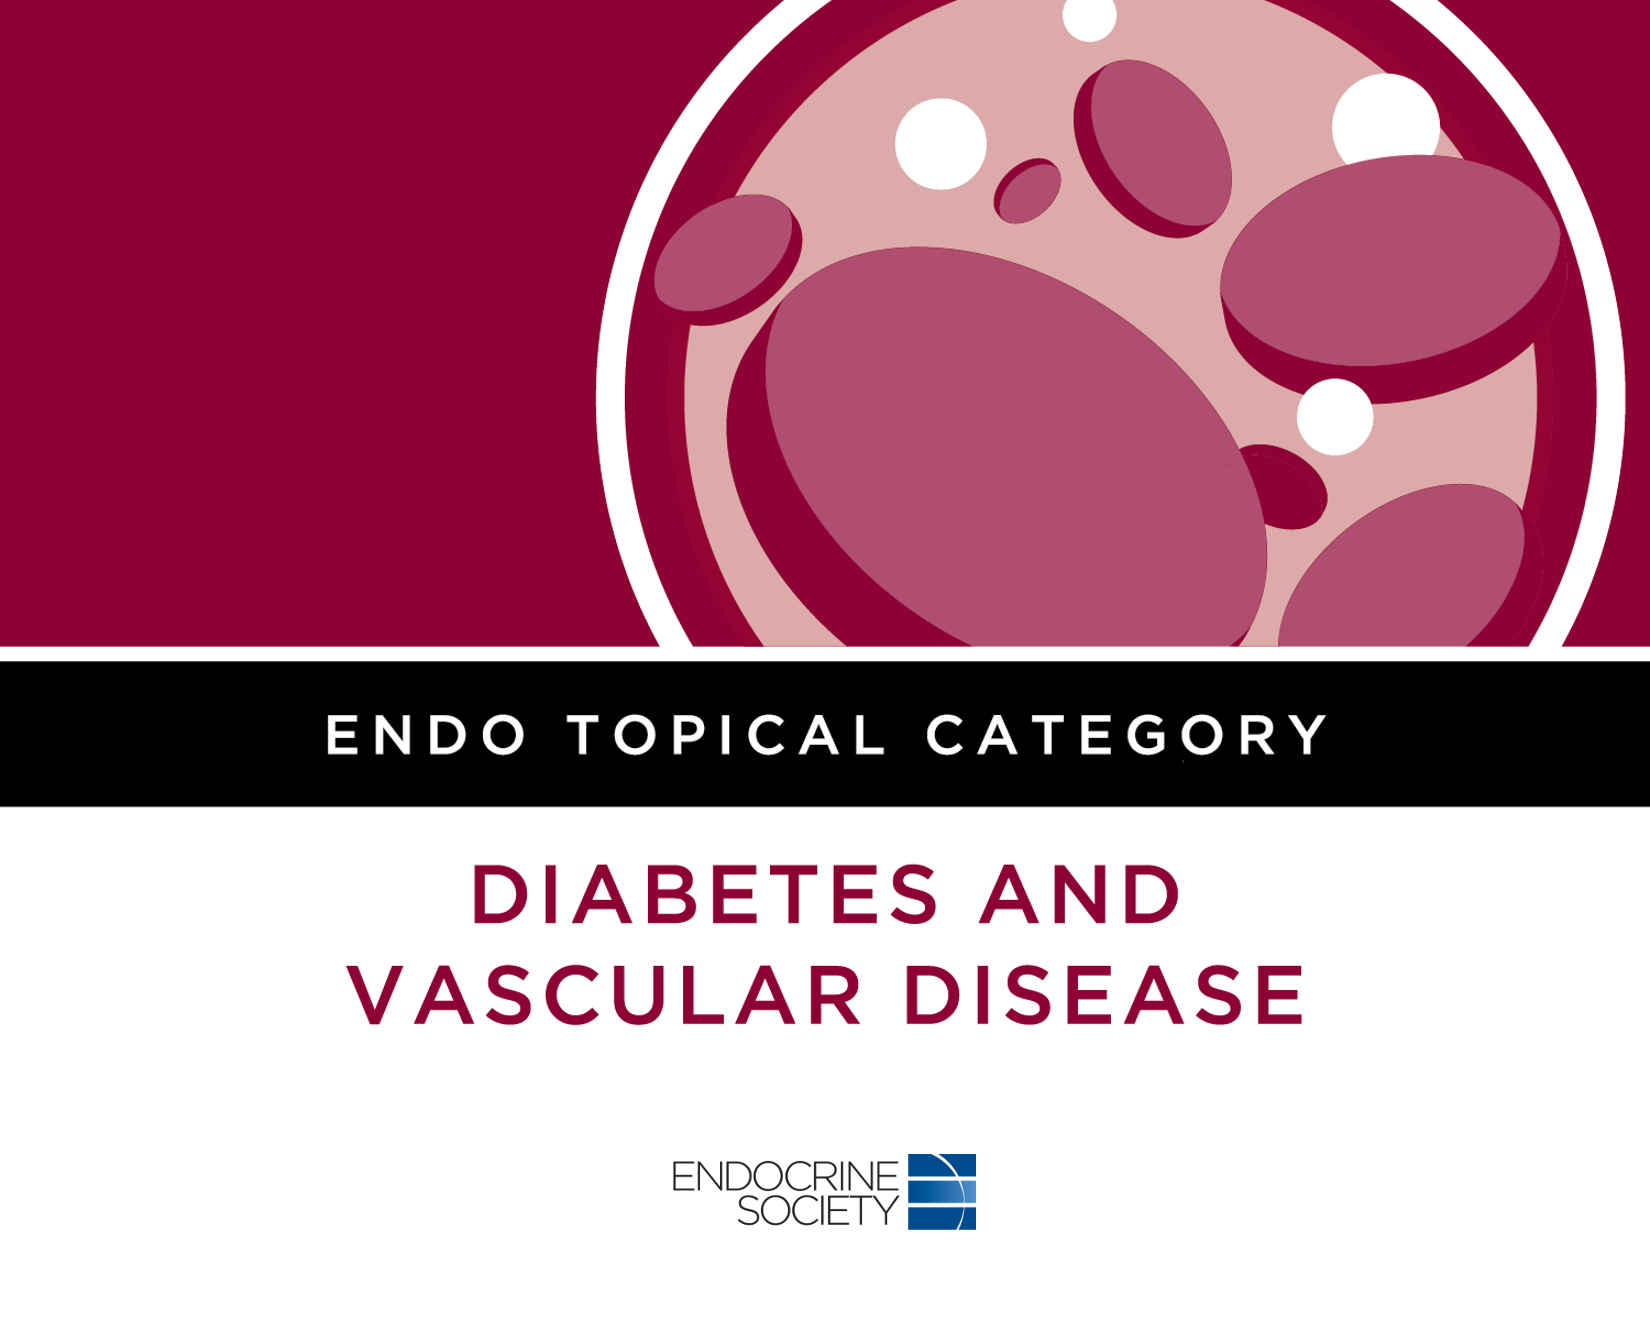 ENDO TOPICAL CATEGORY
DIABETES AND
VASCULAR DISEASE
ENDOCRINE
SOCIETY